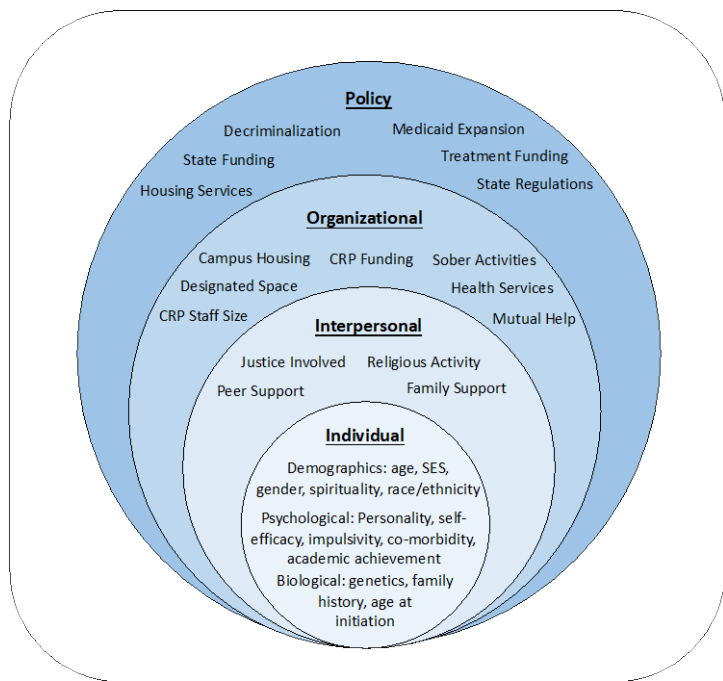 Policy
Decriminalization
Medicaid Expansion
State Funding
Treatment Funding
Housing Services
State Regulations
Organizational
Campus Housing
CRP Funding
Sober Activities
Designated Space
Health Services
CRP Staff Size
Mutual Help
Interpersonal
Justice Involved
Religious Activity
Peer Support
Family Support
Individual
Demographics: age, SES,
gender, spirituality, race/ethnicity
Psychological: Personality, self-
efficacy, impulsivity, co-morbidity,
academic achievement
Biological: genetics, family
history, age at
initiation